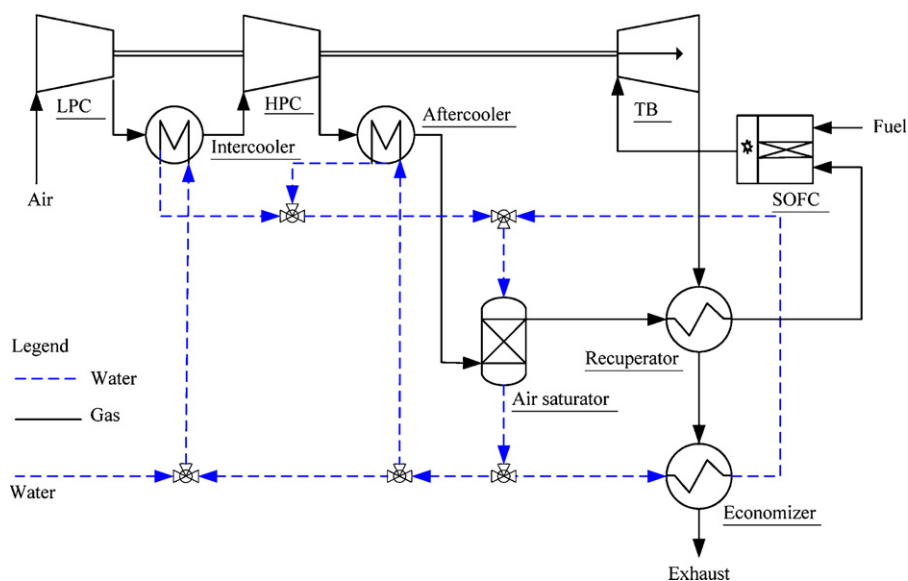 LPC
HPC
TB
Aftercooler
Intercooler
Fuel
SOFC
Air
Legend
Water
Gas
Recuperator
Air saturator
Water
Economizer
Exhaust